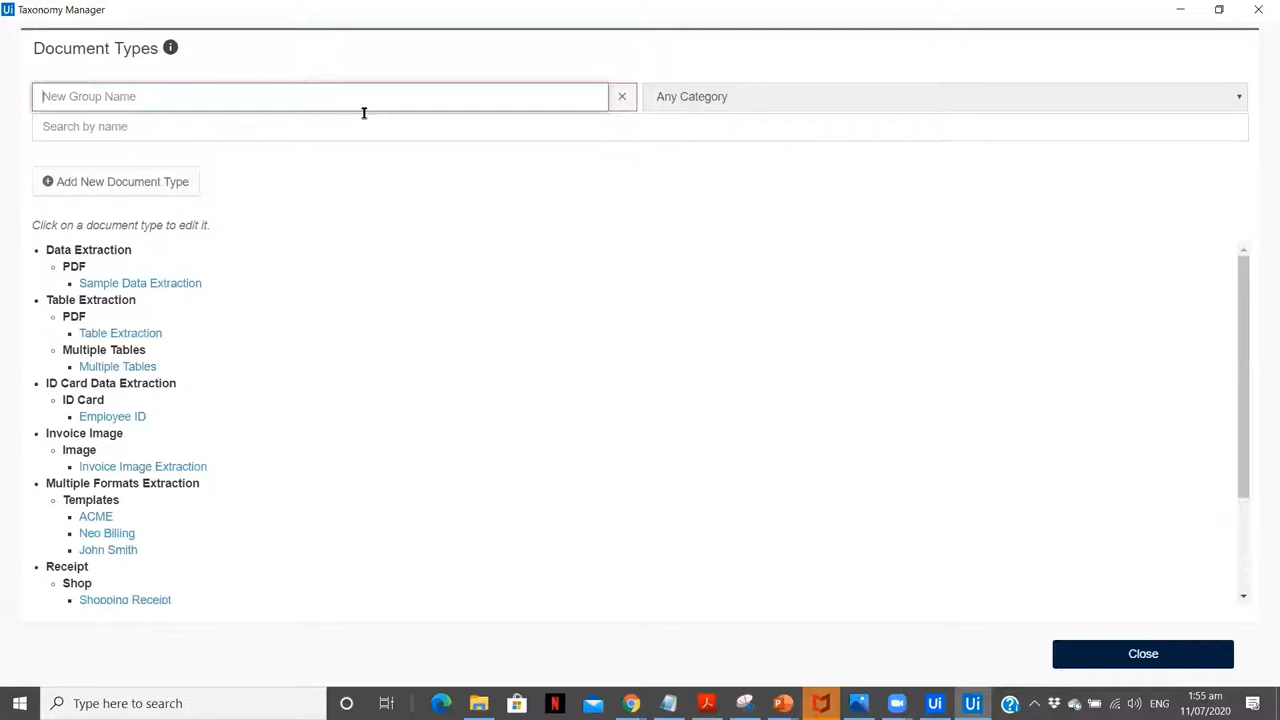 Ui Taxonomy Manager
Document Types
New Group Name
Any Category
Search by name
Add New Document Type
Click on a document type to edit it.
Data Extraction
PDF
Sample Data Extraction
Table Extraction
PDF
Table Extraction
Multiple Tables
Multiple Tables
ID Card Data Extraction
ID Card
Employee ID
Invoice Image
Image
Invoice Image Extraction
Multiple Formats Extraction
Templates
ACME
Neo Billing
John Smith
Receipt
Shop
Shopping Receipt
Close
Type here to search
Ui
Ui
ENG
1:55 am
11/07/2020